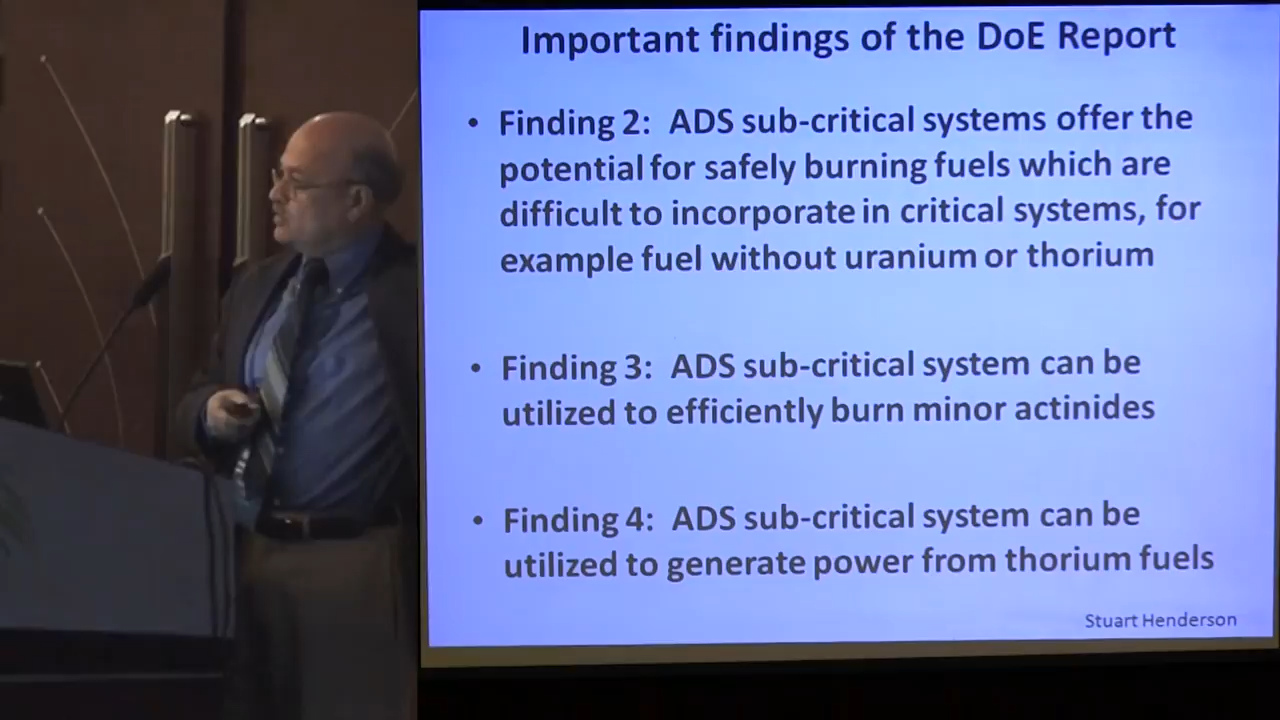 Important findings of the DoE Report
• Finding 2: ADS sub-critical systems offer the
potential for safely burning fuels which are
difficult to incorporate in critical systems, for
example fuel without uranium or thorium
• Finding 3: ADS sub-critical system can be
utilized to efficiently burn minor actinides
• Finding 4: ADS sub-critical system can be
utilized to generate power from thorium fuels
Stuart Henderson